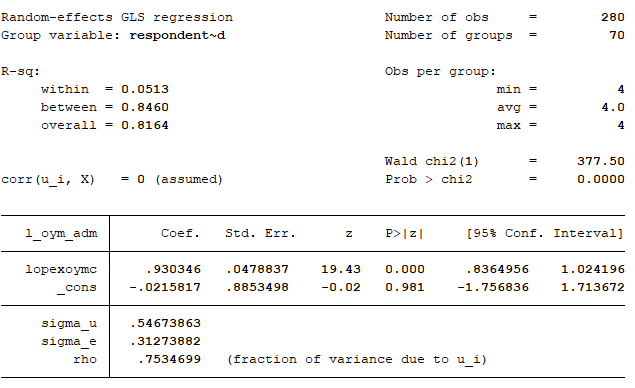 Random-effects GLS regression Number of obs = 280
Group variable: respondent~d Number of groups = 70
R-sq: Obs per group:
within = 0.0513 min = 4
between = 0.8460 avg = 4.0
overall = 0.8164 max = 4
Wald chi2(1) = 377.50
corr(u_i, X) = 0 (assumed) Prob > chi2 = 0.0000
l_oym_adm Coef. Std. Err. z P>|z| [95% Conf. Interval]
lopexoymc .930346 .0478837 19.43 0.000 .8364956 1.024196
_cons -.0215817 .8853498 -0.02 0.981 -1.756836 1.713672
sigma_u .54673863
sigma_e .31273882
rho .7534699 (fraction of variance due to u_i)